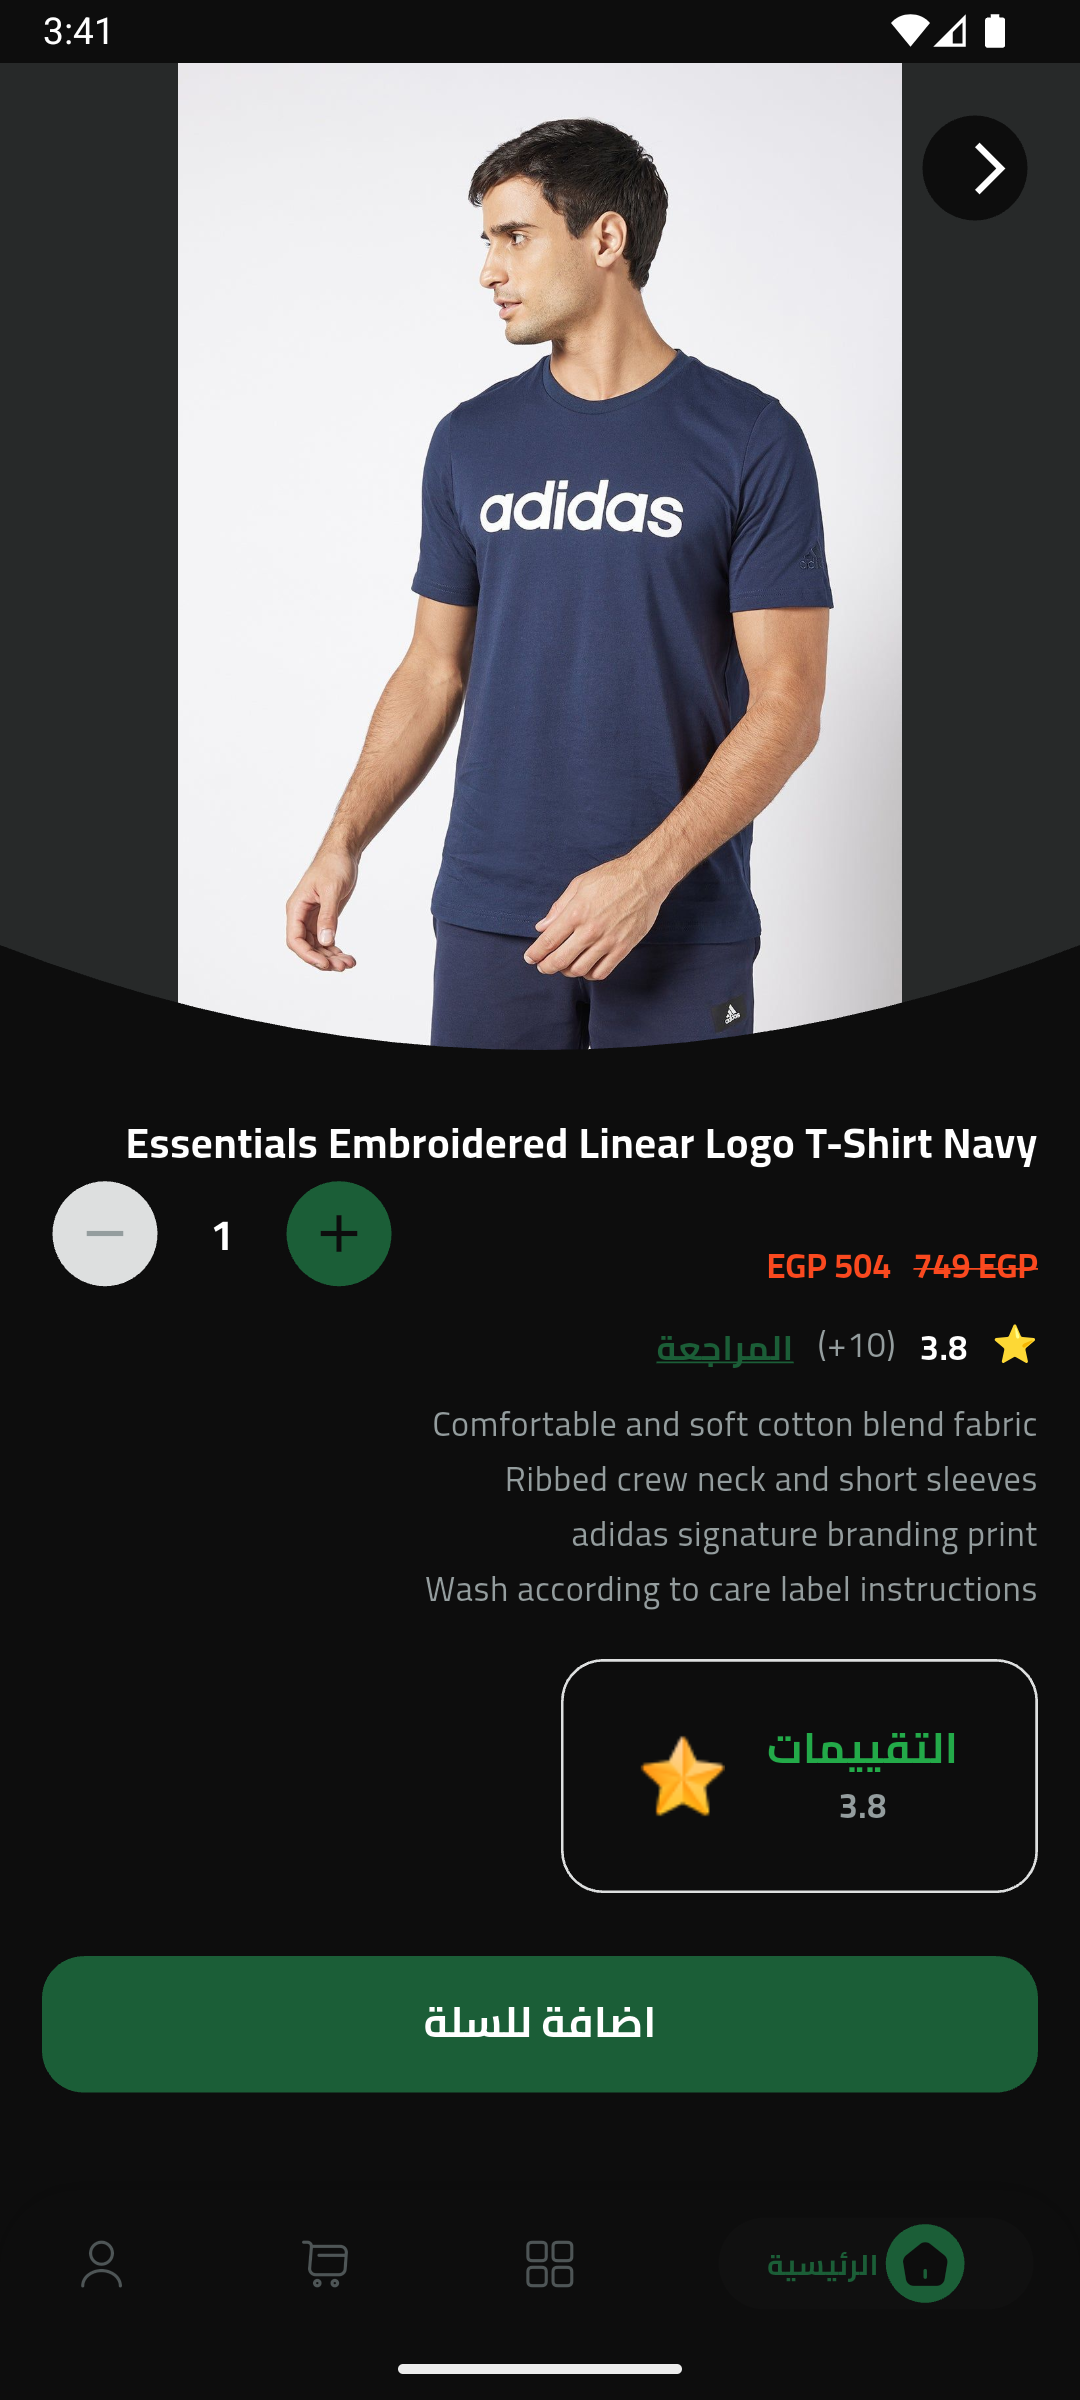 3:41
adidas
Essentials Embroidered Linear Logo T-Shirt Navy
1
749 EGP EGP 504
3.8 (10+) المراجعة
Comfortable and soft cotton blend fabric
Ribbed crew neck and short sleeves
adidas signature branding print
Wash according to care label instructions
التقييمات
3.8
اضافة للسلة
الرئيسية